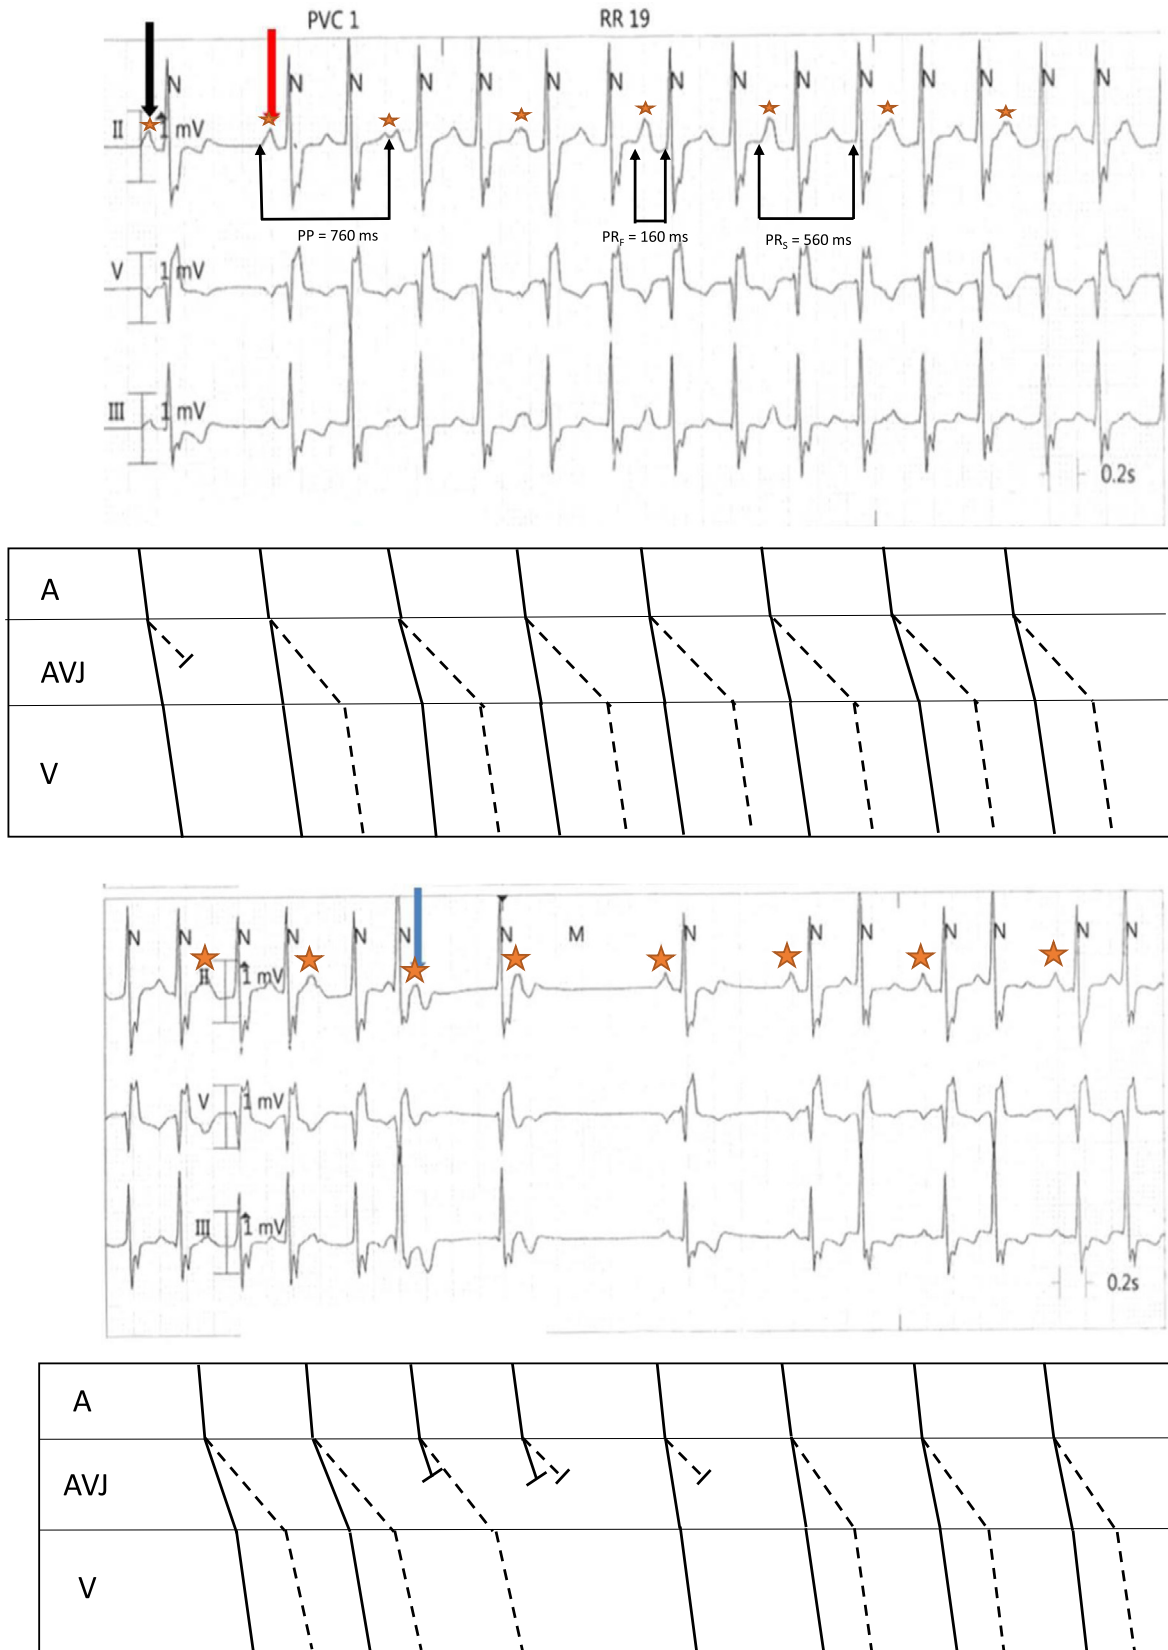 PVC 1 RR 19
N N N N N N N N N N N N N N N
II 1 mV
PP = 760 ms PR_F = 160 ms PR_S = 560 ms
V 1 mV
III 1 mV
0.2s
A
AVJ
V
N N N N N N N M N N N N N N N
II 1 mV
V 1 mV
III 1 mV
0.2s
A
AVJ
V